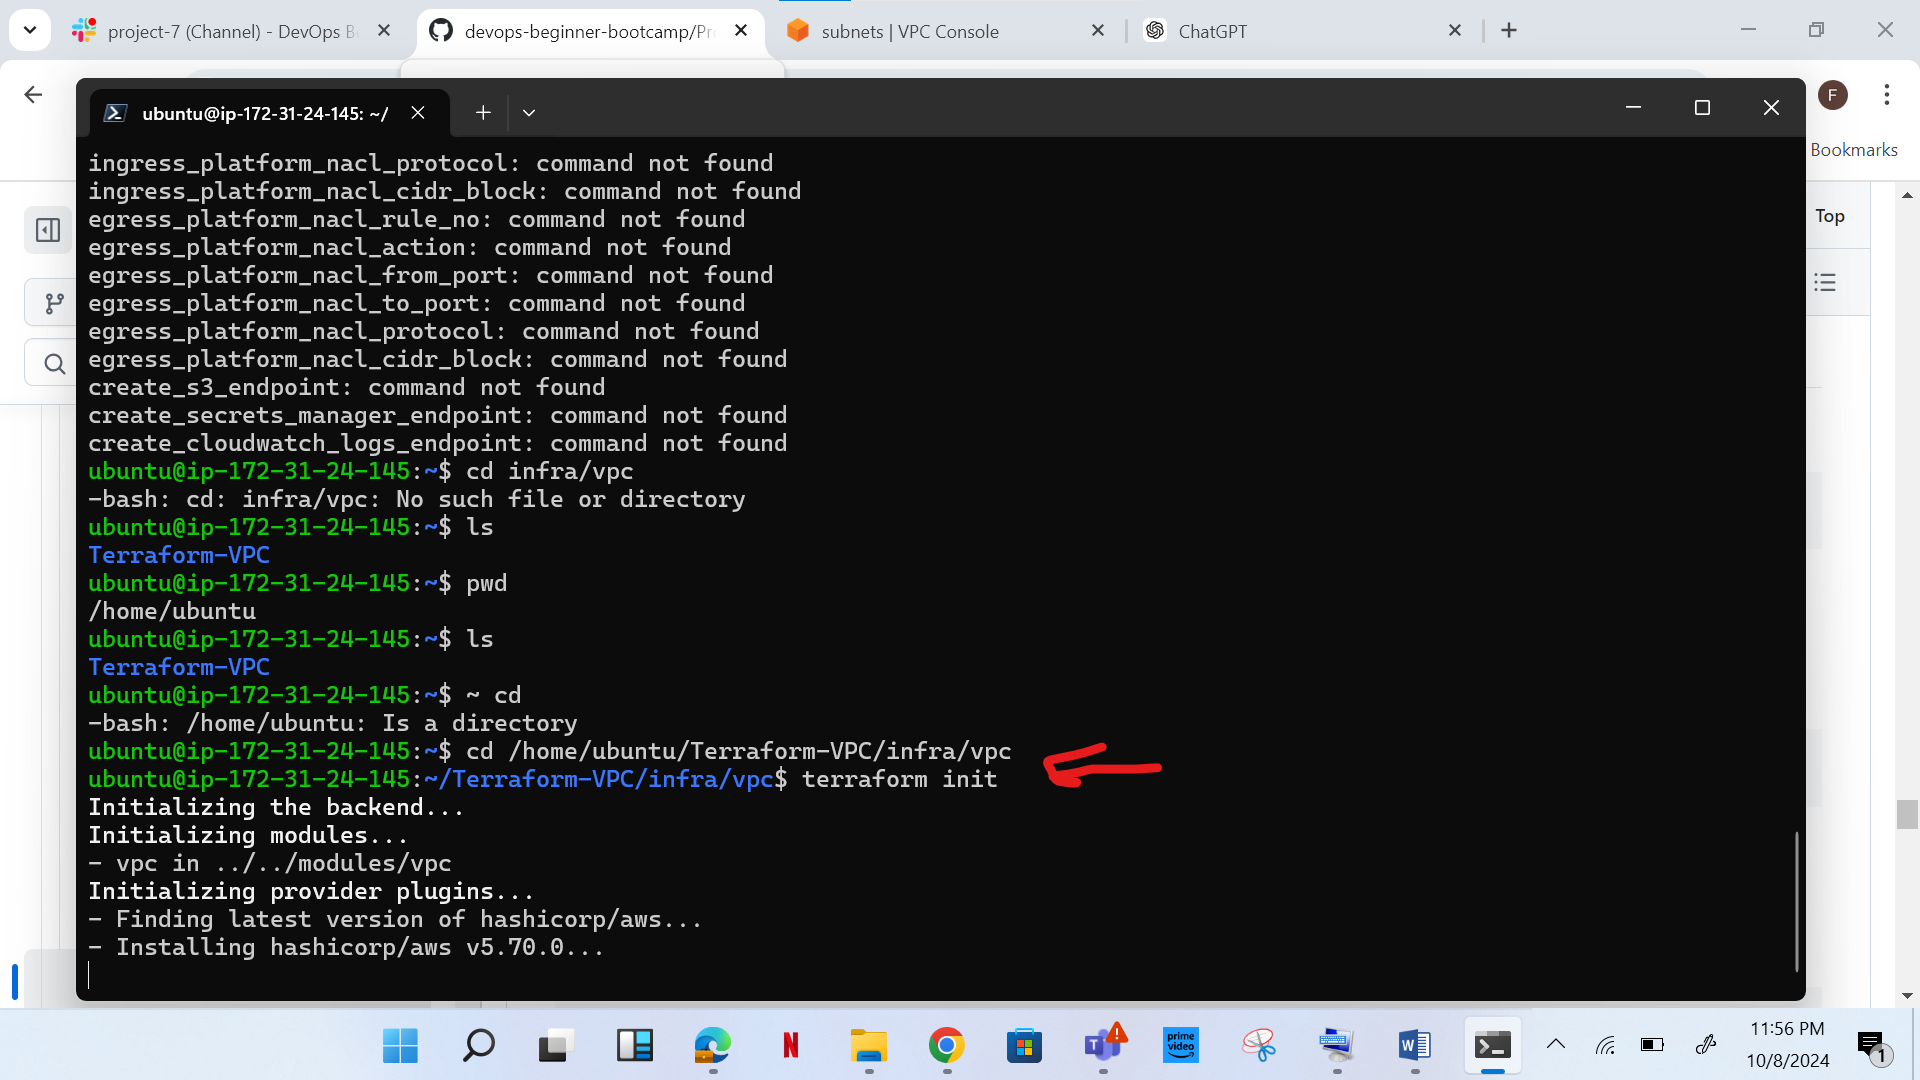 project-7 (Channel) - DevOps B
devops-beginner-bootcamp/Pr
subnets | VPC Console
ChatGPT
ubuntu@ip-172-31-24-145: ~/
F
Bookmarks
Top
ingress_platform_nacl_protocol: command not found
ingress_platform_nacl_cidr_block: command not found
egress_platform_nacl_rule_no: command not found
egress_platform_nacl_action: command not found
egress_platform_nacl_from_port: command not found
egress_platform_nacl_to_port: command not found
egress_platform_nacl_protocol: command not found
egress_platform_nacl_cidr_block: command not found
create_s3_endpoint: command not found
create_secrets_manager_endpoint: command not found
create_cloudwatch_logs_endpoint: command not found
ubuntu@ip-172-31-24-145:~$ cd infra/vpc
-bash: cd: infra/vpc: No such file or directory
ubuntu@ip-172-31-24-145:~$ ls
Terraform-VPC
ubuntu@ip-172-31-24-145:~$ pwd
/home/ubuntu
ubuntu@ip-172-31-24-145:~$ ls
Terraform-VPC
ubuntu@ip-172-31-24-145:~$ ~ cd
-bash: /home/ubuntu: Is a directory
ubuntu@ip-172-31-24-145:~$ cd /home/ubuntu/Terraform-VPC/infra/vpc
ubuntu@ip-172-31-24-145:~/Terraform-VPC/infra/vpc$ terraform init
Initializing the backend...
Initializing modules...
- vpc in ../../modules/vpc
Initializing provider plugins...
- Finding latest version of hashicorp/aws...
- Installing hashicorp/aws v5.70.0...
N
prime
video
11:56 PM
10/8/2024
1